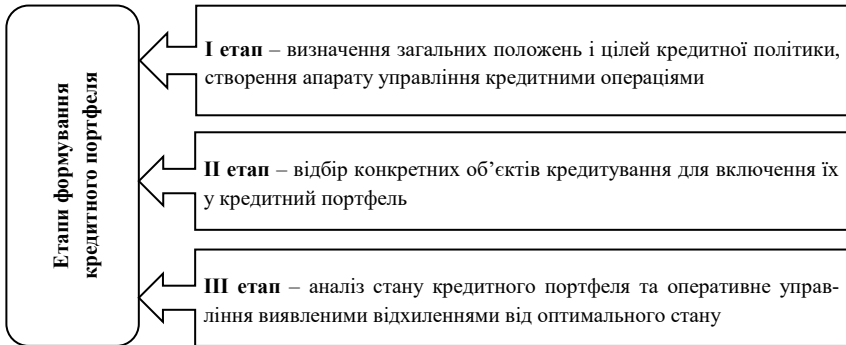 Етапи формування
кредитного портфеля
І етап – визначення загальних положень і цілей кредитної політики,
створення апарату управління кредитними операціями
ІІ етап – відбір конкретних об’єктів кредитування для включення їх
у кредитний портфель
ІІІ етап – аналіз стану кредитного портфеля та оперативне управ-
ління виявленими відхиленнями від оптимального стану